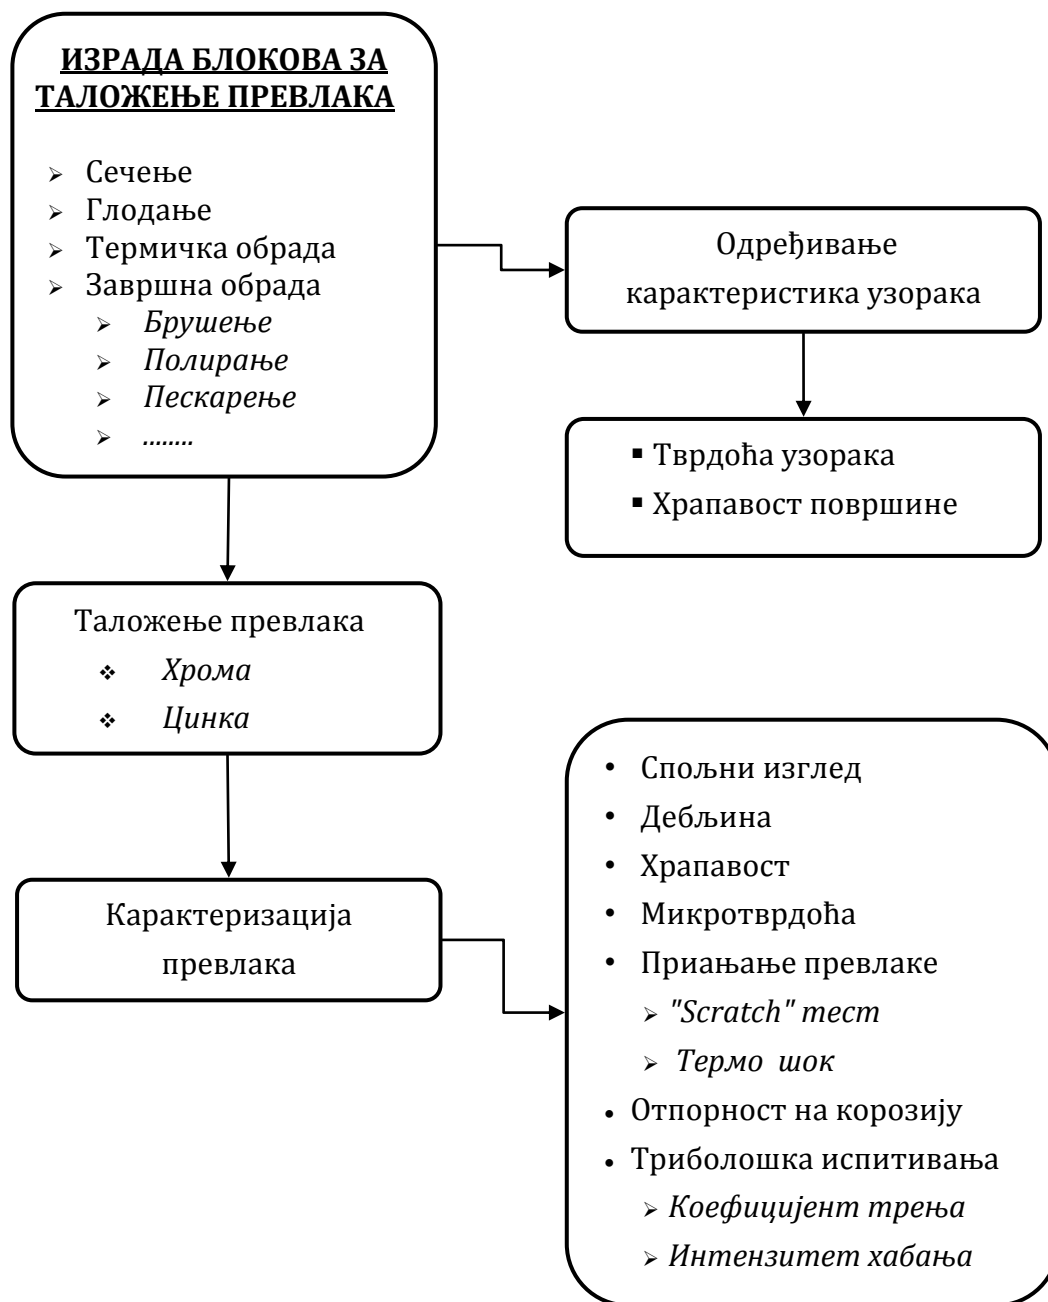 ИЗРАДА БЛОКОВА ЗА
ТАЛОЖЕЊЕ ПРЕВЛАКА
Сечење
Глодање
Термичка обрада
Завршна обрада
Брушење
Полирање
Пескарење
........
Одређивање
карактеристика узорака
Тврдоћа узорака
Храпавост површине
Таложење превлака
Хрома
Цинка
Карактеризација
превлака
Спољни изглед
Дебљина
Храпавост
Микротврдоћа
Приањање превлаке
"Scratch" тест
Термо шок
Отпорност на корозију
Триболошка испитивања
Коефицијент трења
Интензитет хабања